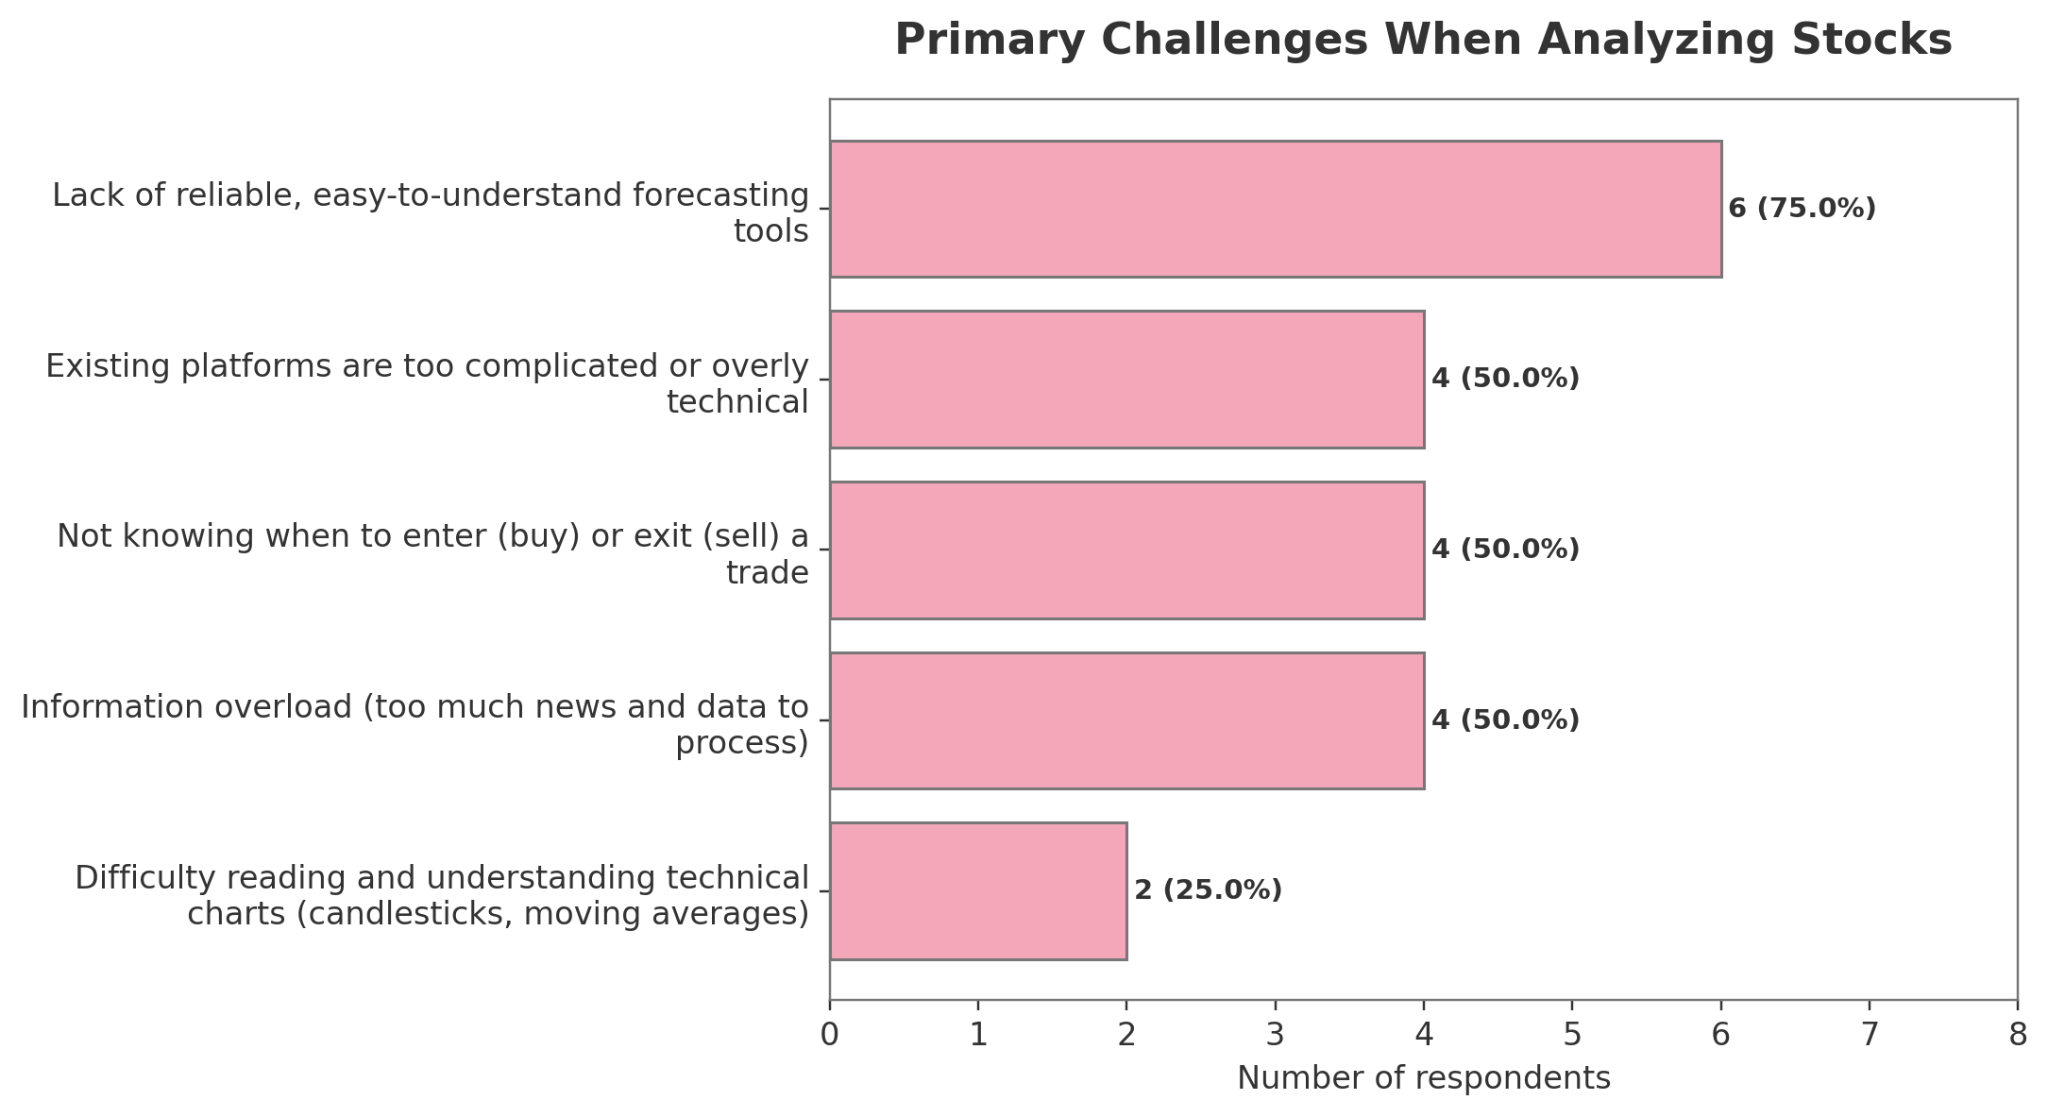 Primary Challenges When Analyzing Stocks
Lack of reliable, easy-to-understand forecasting
tools
6 (75.0%)
Existing platforms are too complicated or overly
technical
4 (50.0%)
Not knowing when to enter (buy) or exit (sell) a
trade
4 (50.0%)
Information overload (too much news and data to
process)
4 (50.0%)
Difficulty reading and understanding technical
charts (candlesticks, moving averages)
2 (25.0%)
0 1 2 3 4 5 6 7 8
Number of respondents